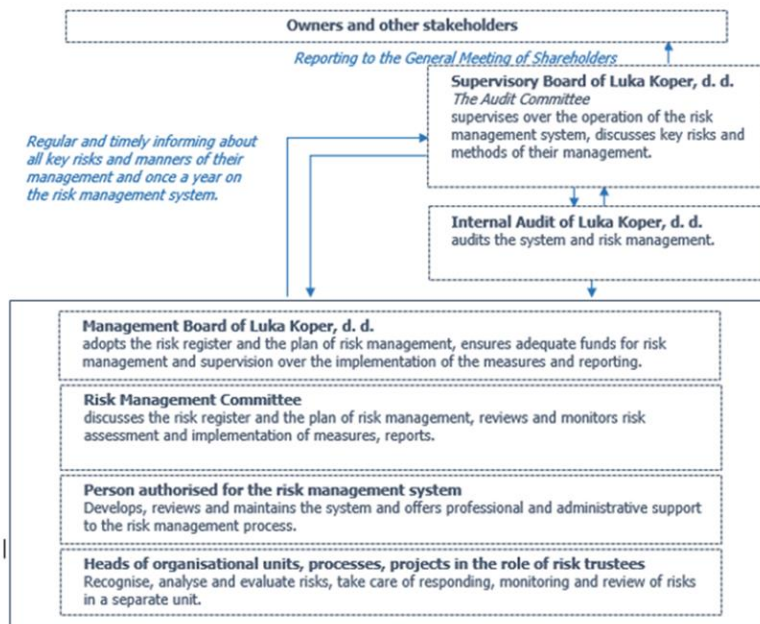 Owners and other stakeholders
Reporting to the General Meeting of Shareholders
Supervisory Board of Luka Koper, d. d.
The Audit Committee
supervises over the operation of the risk
management system, discusses key risks and
methods of their management.
Regular and timely informing about
all key risks and manners of their
management and once a year on
the risk management system.
Internal Audit of Luka Koper, d. d.
audits the system and risk management.
Management Board of Luka Koper, d. d.
adopts the risk register and the plan of risk management, ensures adequate funds for risk
management and supervision over the implementation of the measures and reporting.
Risk Management Committee
discusses the risk register and the plan of risk management, reviews and monitors risk
assessment and implementation of measures, reports.
Person authorised for the risk management system
Develops, reviews and maintains the system and offers professional and administrative support
to the risk management process.
Heads of organisational units, processes, projects in the role of risk trustees
Recognise, analyse and evaluate risks, take care of responding, monitoring and review of risks
in a separate unit.